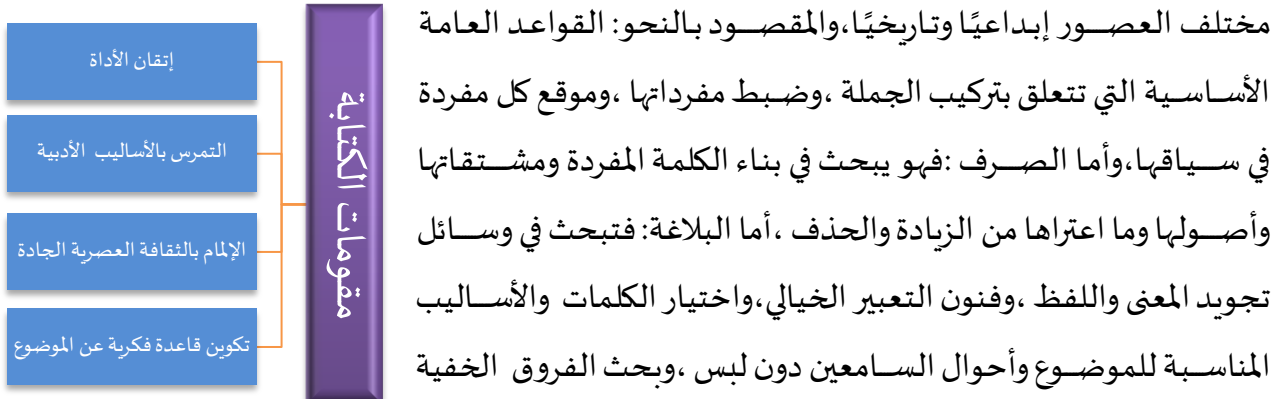 مختلف العصور إبداعيًا وتاريخيًا،والمقصود بالنحو: القواعد العامة
الأساسية التي تتعلق بتركيب الجملة ،وضبط مفرداتها ،وموقع كل مفردة
في سياقها،وأما الصرف :فهو يبحث في بناء الكلمة المفردة ومشتقاتها
وأصولها وما اعتراها من الزيادة والحذف ،أما البلاغة: فتبحث في وسائل
تجويد المعنى واللفظ ،وفنون التعبير الخيالي،واختيار الكلمات والأساليب
المناسبة للموضوع وأحوال السامعين دون لبس ،وبحث الفروق الخفية
مقومات الكتابة
إتقان الأداة
التمرس بالأساليب الأدبية
الإلمام بالثقافة العصرية الجادة
تكوين قاعدة فكرية عن الموضوع